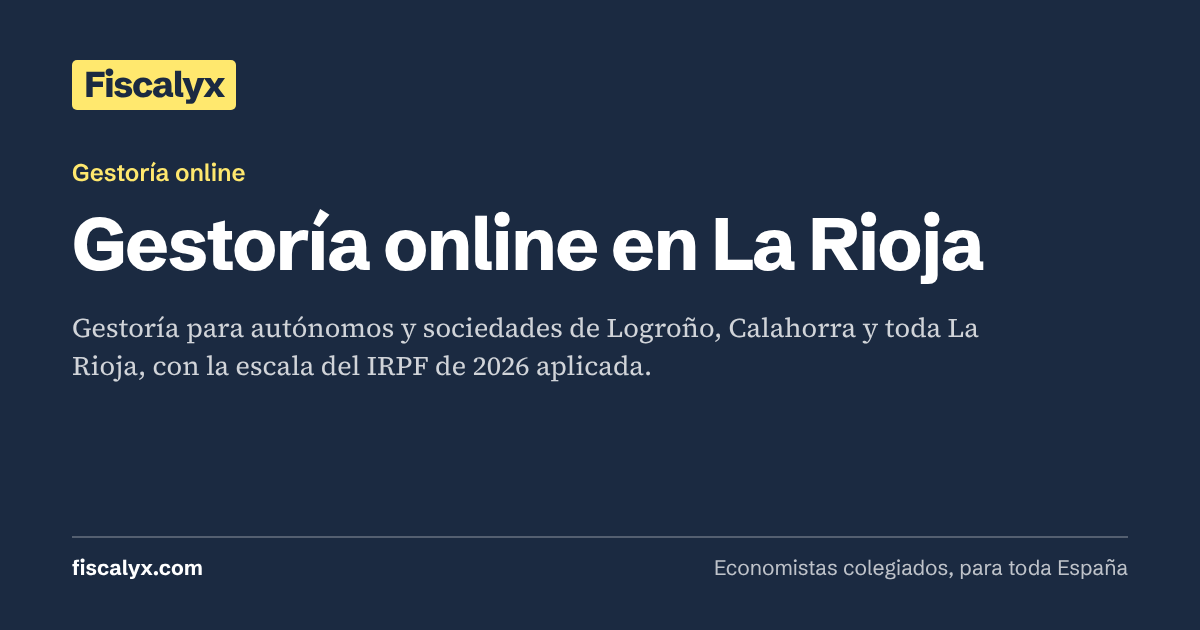 Fiscalyx
Gestoría online
Gestoría online en La Rioja
Gestoría para autónomos y sociedades de Logroño, Calahorra y toda La
Rioja, con la escala del IRPF de 2026 aplicada.
fiscalyx.com
Economistas colegiados, para toda España